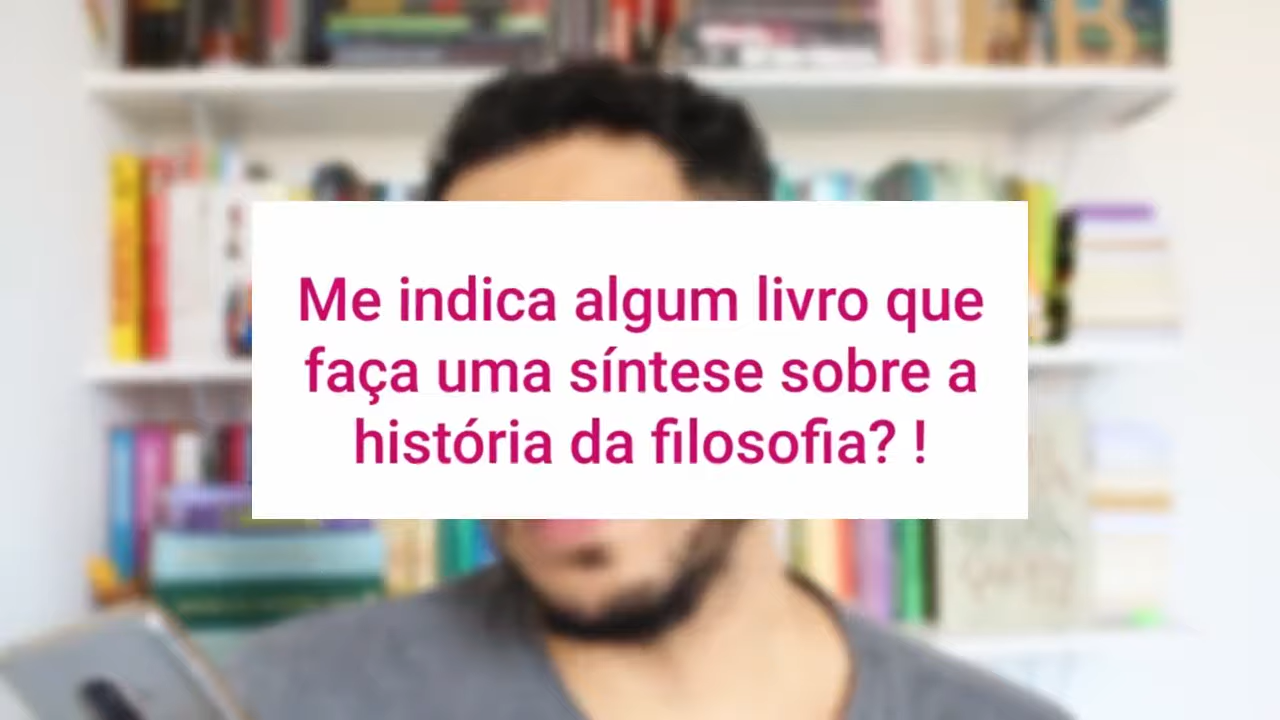 Me indica algum livro que
faça uma síntese sobre a
história da filosofia? !